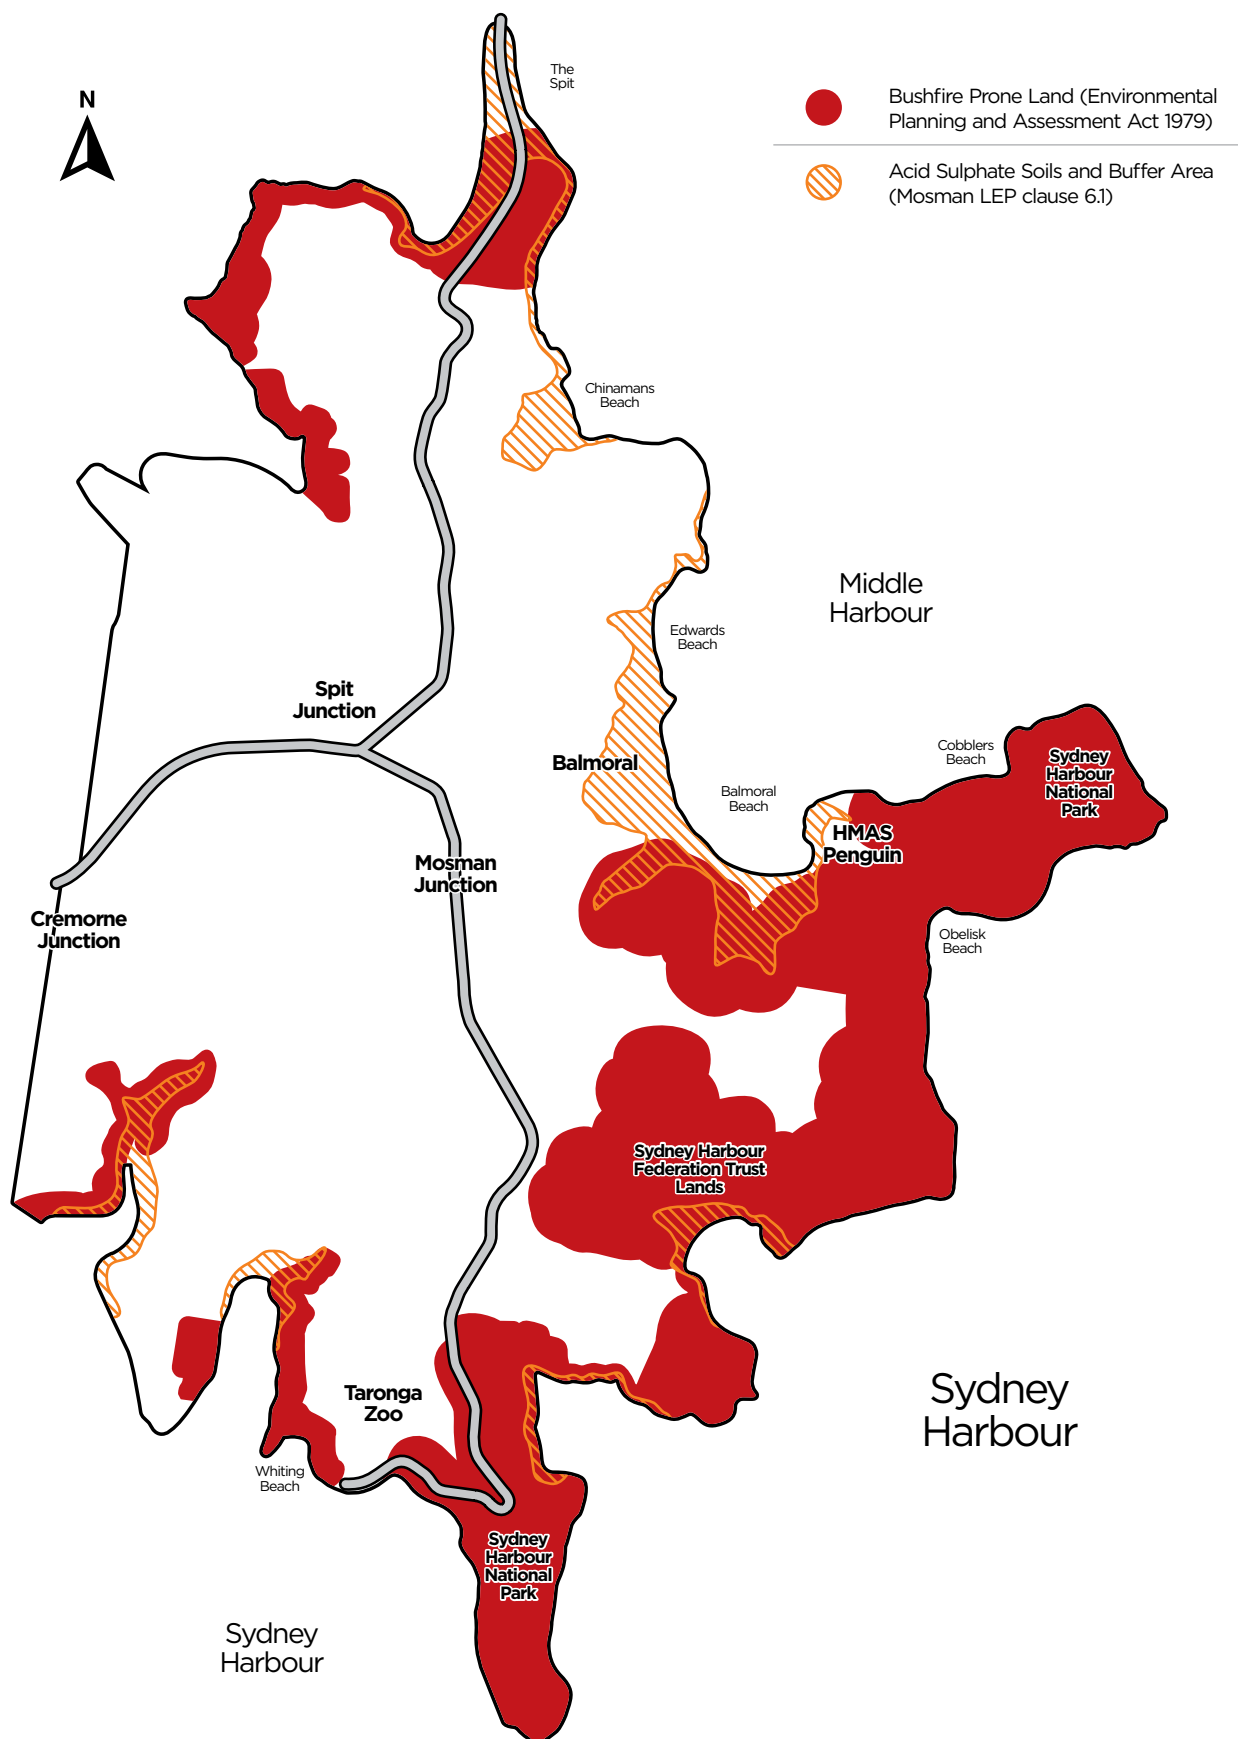 The
Spit
N
Bushfire Prone Land (Environmental
Planning and Assessment Act 1979)
Acid Sulphate Soils and Buffer Area
(Mosman LEP clause 6.1)
Chinamans
Beach
Middle
Harbour
Edwards
Beach
Spit
Junction
Cobblers
Beach
Sydney
Harbour
National
Park
Balmoral
Balmoral
Beach
HMAS
Penguin
Mosman
Junction
Cremorne
Junction
Obelisk
Beach
Sydney Harbour
Federation Trust
Lands
Taronga
Zoo
Sydney
Harbour
Whiting
Beach
Sydney
Harbour
National
Park
Sydney
Harbour